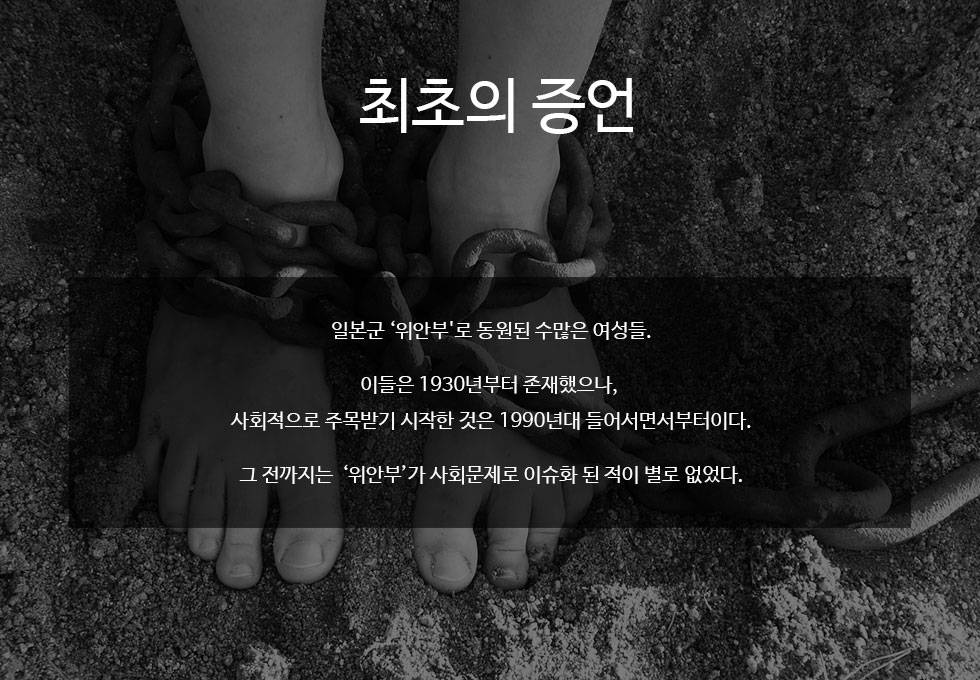 최초의 증언
일본군 ‘위안부'로 동원된 수많은 여성들.
이들은 1930년부터 존재했으나,
사회적으로 주목받기 시작한 것은 1990년대 들어서면서부터이다.
그 전까지는 ‘위안부’가 사회문제로 이슈화 된 적이 별로 없었다.